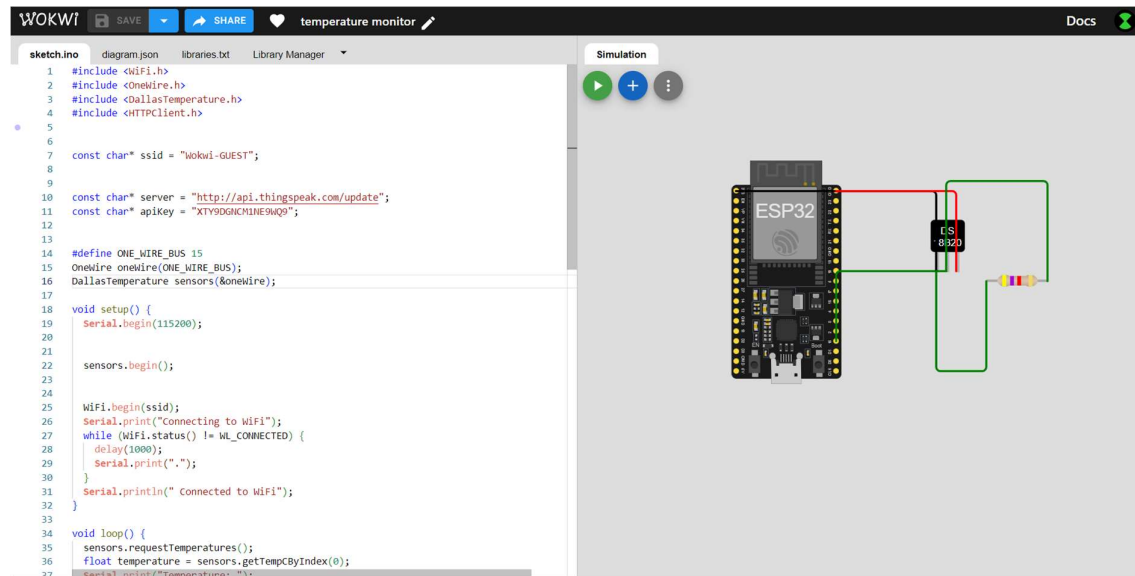 WOKWI SAVE SHARE temperature monitor Docs
sketch.ino diagram.json libraries.txt Library Manager
Simulation
1 #include <WiFi.h>
2 #include <OneWire.h>
3 #include <DallasTemperature.h>
4 #include <HTTPClient.h>
5
6
7 const char* ssid = "Wokwi-GUEST";
8
9
10 const char* server = "http://api.thingspeak.com/update";
11 const char* apiKey = "XTY9DGNCM1NE9WQ9";
12
13
14 #define ONE_WIRE_BUS 15
15 OneWire oneWire(ONE_WIRE_BUS);
16 DallasTemperature sensors(&oneWire);
17
18 void setup() {
19 Serial.begin(115200);
20
21
22 sensors.begin();
23
24
25 WiFi.begin(ssid);
26 Serial.print("Connecting to WiFi");
27 while (WiFi.status() != WL_CONNECTED) {
28 delay(1000);
29 Serial.print(".");
30 }
31 Serial.println(" Connected to WiFi");
32 }
33
34 void loop() {
35 sensors.requestTemperatures();
36 float temperature = sensors.getTempCByIndex(0);
37 Serial.print("Temperature: ");
ESP32
DS
EN
Boot